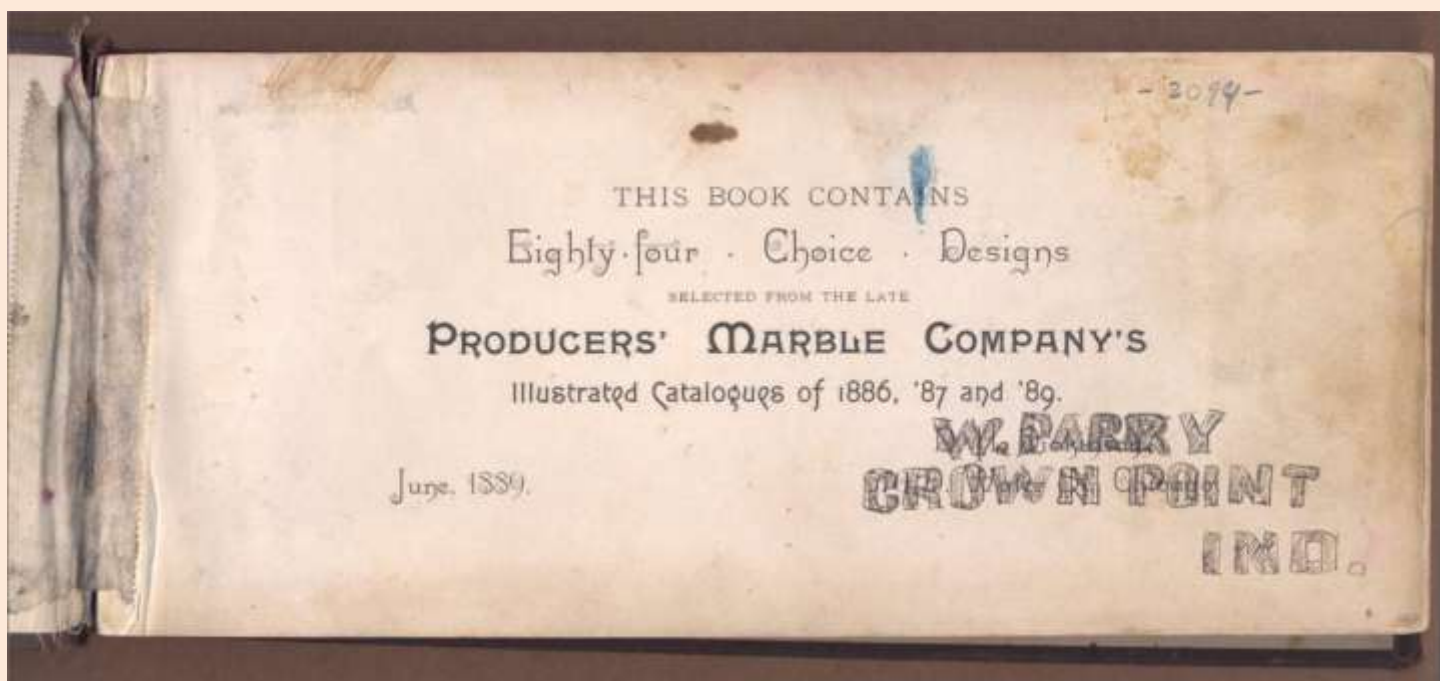 - 3094 -
THIS BOOK CONTAINS
Eighty-four · Choice · Designs
SELECTED FROM THE LATE
PRODUCERS' MARBLE COMPANY'S
Illustrated Catalogues of 1886, '87 and '89.
W. PARRY
CROWN POINT
June, 1889.
IND.